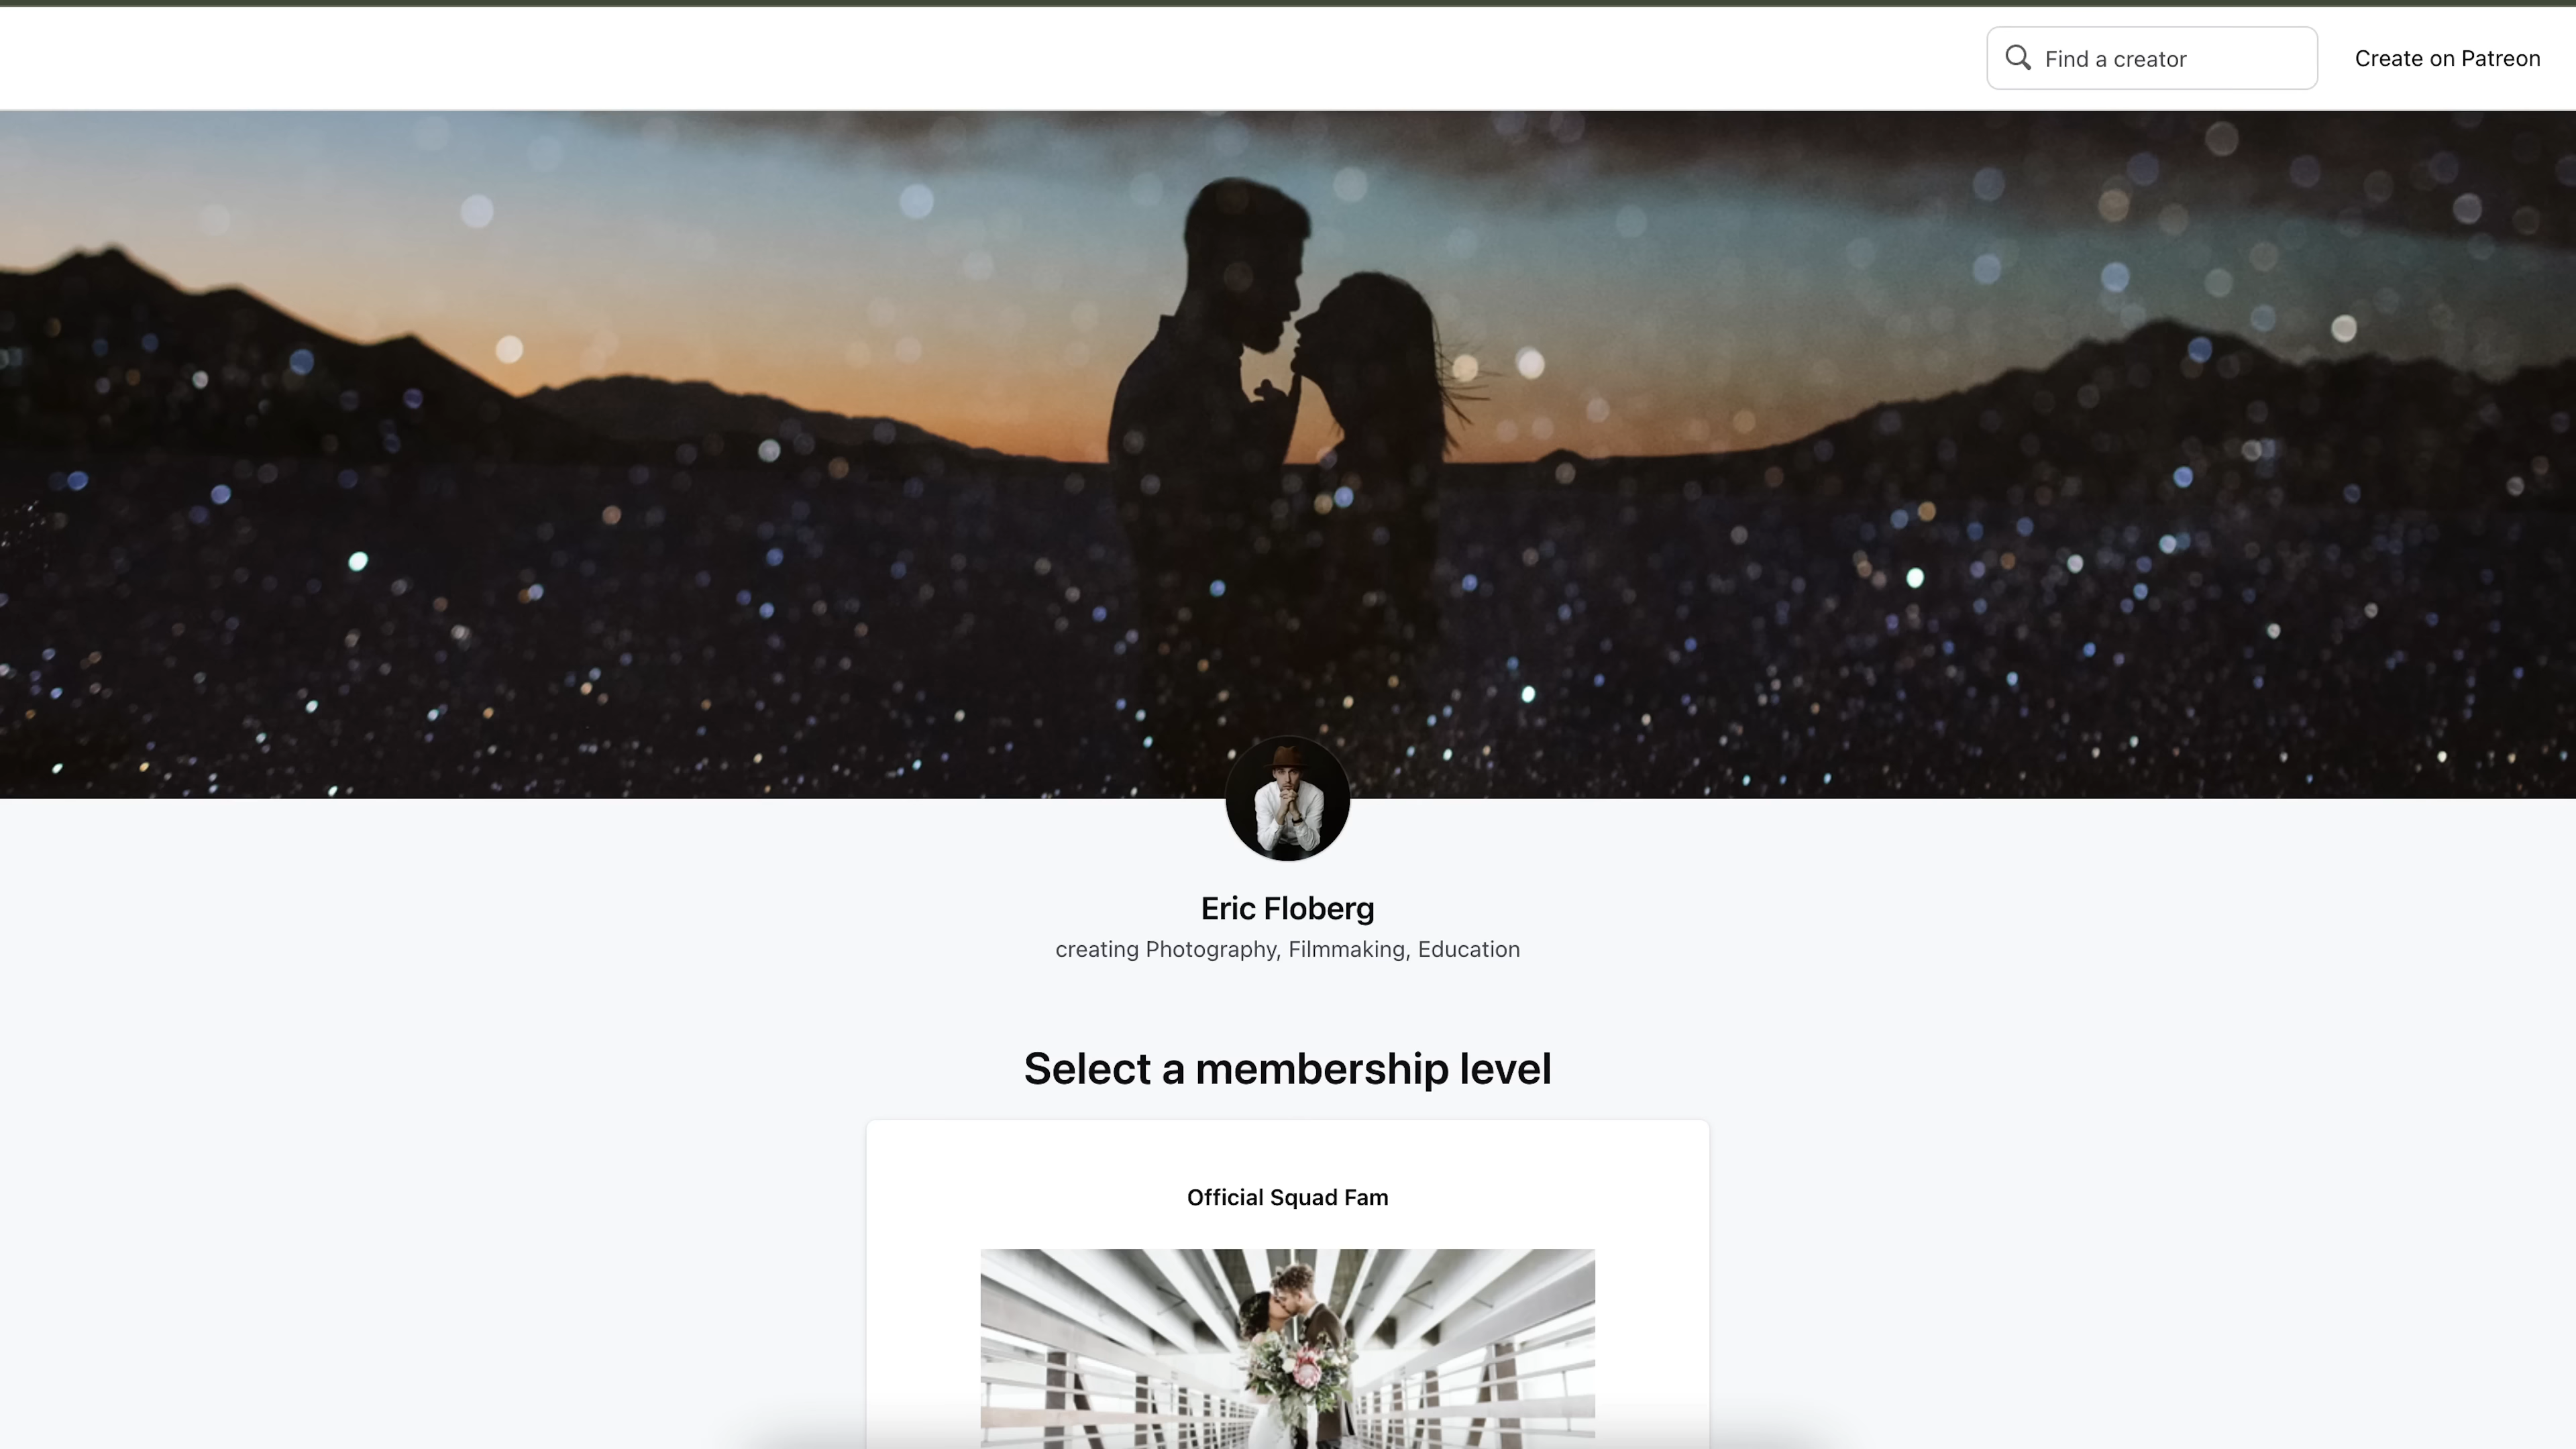 Find a creator
Create on Patreon
Eric Floberg
creating Photography, Filmmaking, Education
Select a membership level
Official Squad Fam